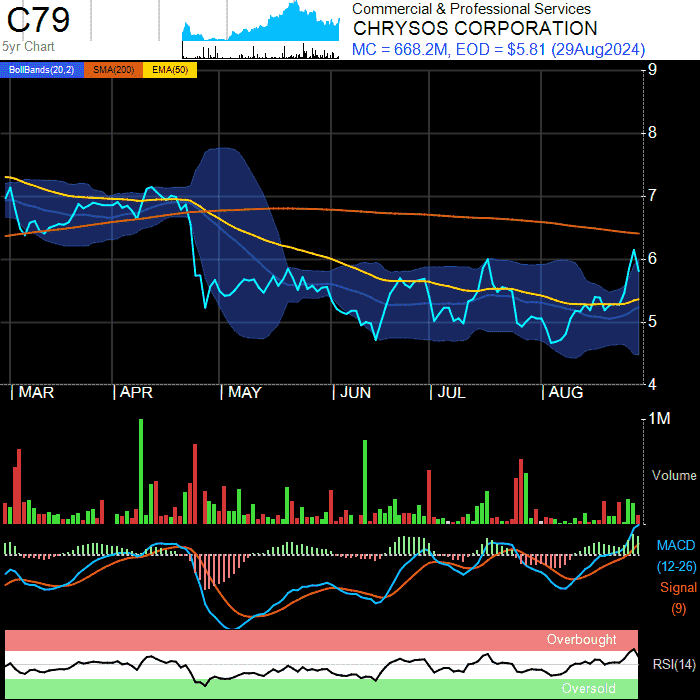 C79
5yr Chart
Commercial & Professional Services
CHRYSOS CORPORATION
MC = 668.2M, EOD = $5.81 (29Aug2024)
BollBands(20,2) SMA(200) EMA(50)
9
8
7
6
5
4
MAR APR MAY JUN JUL AUG
1M
Volume
MACD
(12-26)
Signal
(9)
Overbought
RSI(14)
Oversold